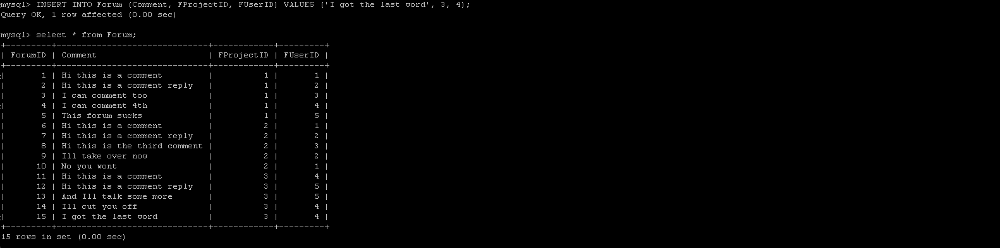 mysql> INSERT INTO Forum (Comment, FProjectID, FUserID) VALUES ('I got the last word', 3, 4);
Query OK, 1 row affected (0.00 sec)
mysql> select * from Forum;
+---------+------------------------------+------------+---------+
| ForumID | Comment                      | FProjectID | FUserID |
+---------+------------------------------+------------+---------+
|       1 | Hi this is a comment         |          1 |       1 |
|       2 | Hi this is a comment reply   |          1 |       2 |
|       3 | I can comment too            |          1 |       3 |
|       4 | I can comment 4th            |          1 |       4 |
|       5 | This forum sucks             |          1 |       5 |
|       6 | Hi this is a comment         |          2 |       1 |
|       7 | Hi this is a comment reply   |          2 |       2 |
|       8 | Hi this is the third comment |          2 |       3 |
|       9 | Ill take over now            |          2 |       2 |
|      10 | No you wont                  |          2 |       1 |
|      11 | Hi this is a comment         |          3 |       4 |
|      12 | Hi this is a comment reply   |          3 |       5 |
|      13 | And Ill talk some more       |          3 |       5 |
|      14 | Ill cut you off              |          3 |       4 |
|      15 | I got the last word          |          3 |       4 |
+---------+------------------------------+------------+---------+
15 rows in set (0.00 sec)